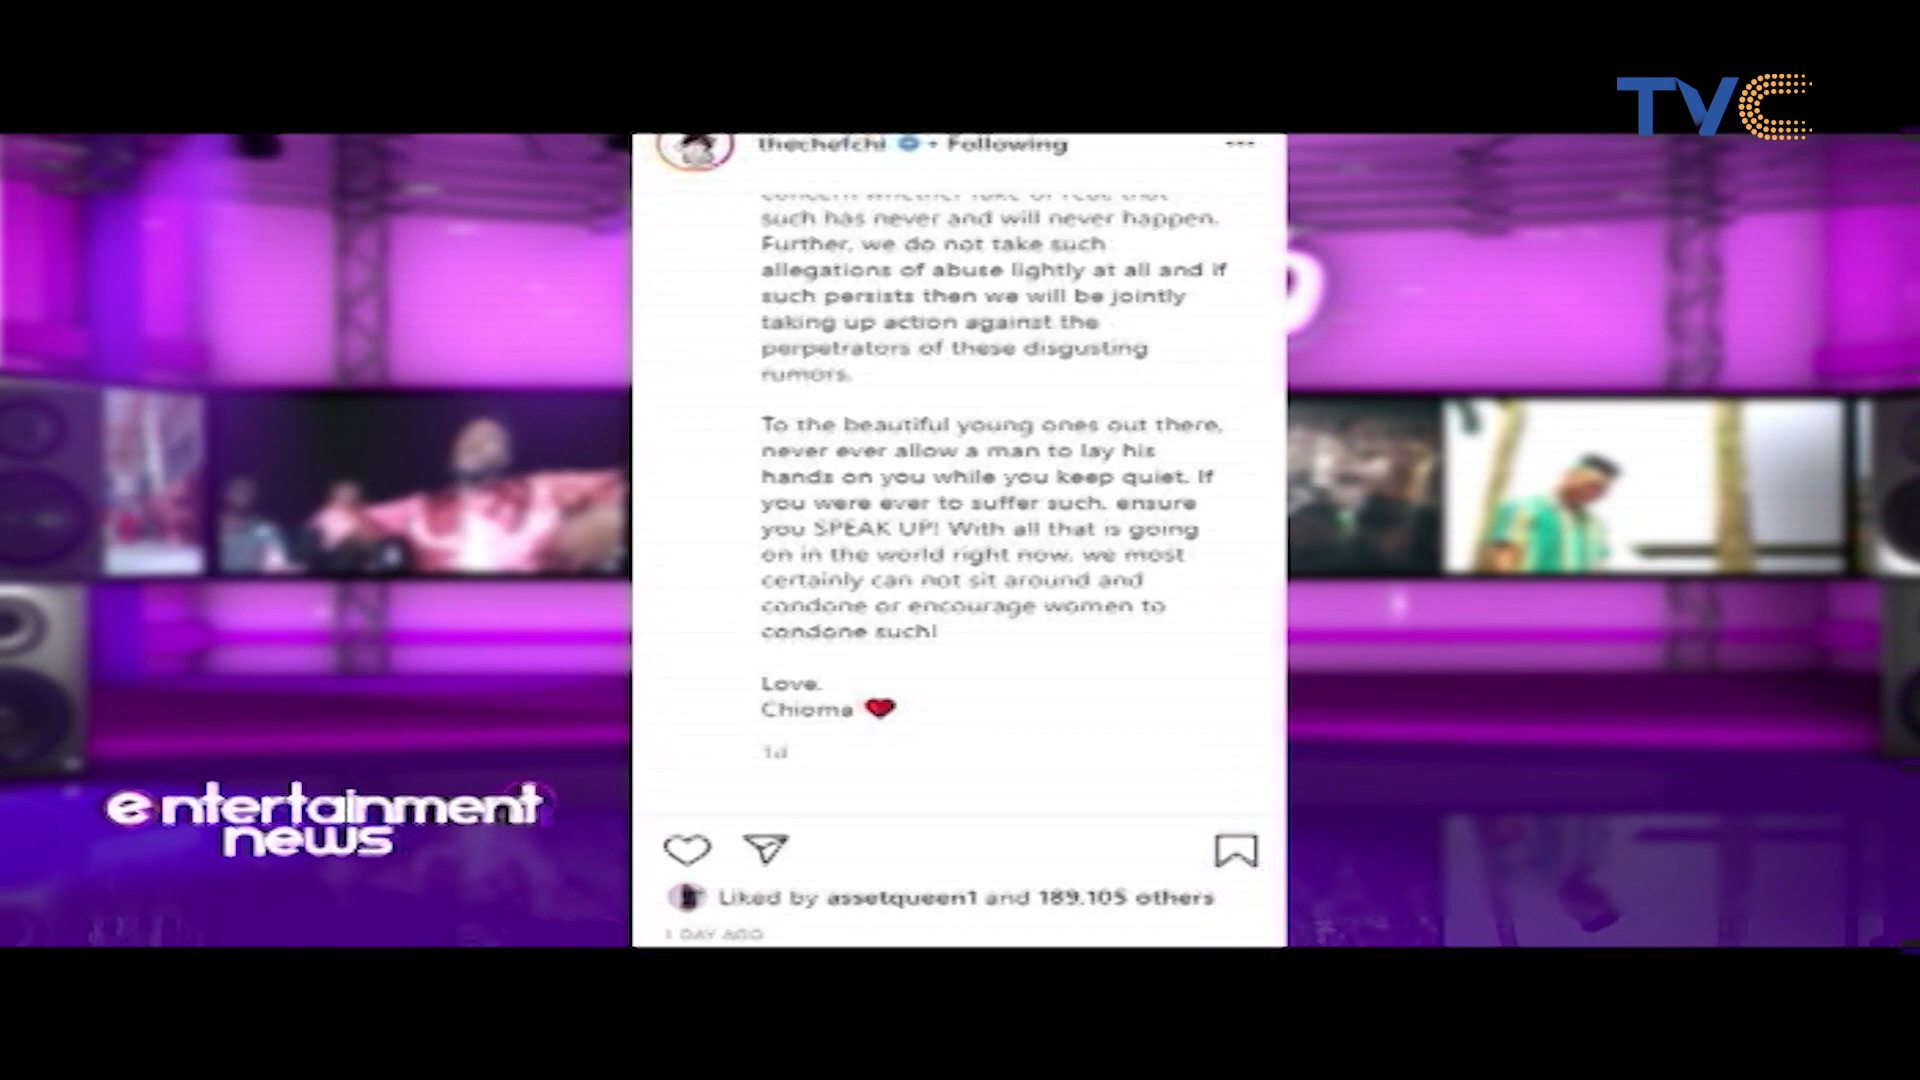 TVC
thechefchi • Following
concern whether fake or real that
such has never and will never happen.
Further, we do not take such
allegations of abuse lightly at all and if
such persists then we will be jointly
taking up action against the
perpetrators of these disgusting
rumors.
To the beautiful young ones out there,
never ever allow a man to lay his
hands on you while you keep quiet. If
you were ever to suffer such, ensure
you SPEAK UP! With all that is going
on in the world right now, we most
certainly can not sit around and
condone or encourage women to
condone such!
Love,
Chioma ❤
1d
Liked by assetqueen1 and 189,105 others
1 DAY AGO
entertainment
news